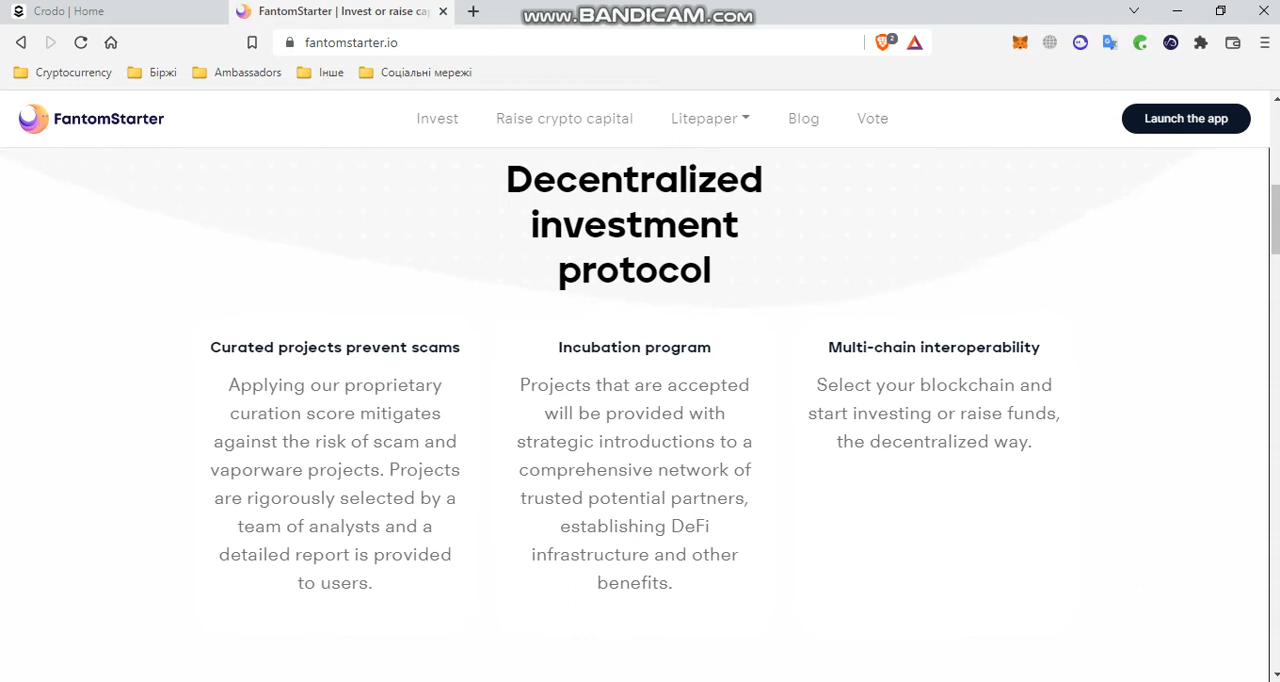 Crodo | Home
FantomStarter | Invest or raise ca
www.BANDICAM.com
fantomstarter.io
2
Cryptocurrency
Біржі
Ambassadors
Інше
Соціальні мережі
FantomStarter
Invest
Raise crypto capital
Litepaper
Blog
Vote
Launch the app
Decentralized
investment
protocol
Curated projects prevent scams
Applying our proprietary
curation score mitigates
against the risk of scam and
vaporware projects. Projects
are rigorously selected by a
team of analysts and a
detailed report is provided
to users.
Incubation program
Projects that are accepted
will be provided with
strategic introductions to a
comprehensive network of
trusted potential partners,
establishing DeFi
infrastructure and other
benefits.
Multi-chain interoperability
Select your blockchain and
start investing or raise funds,
the decentralized way.